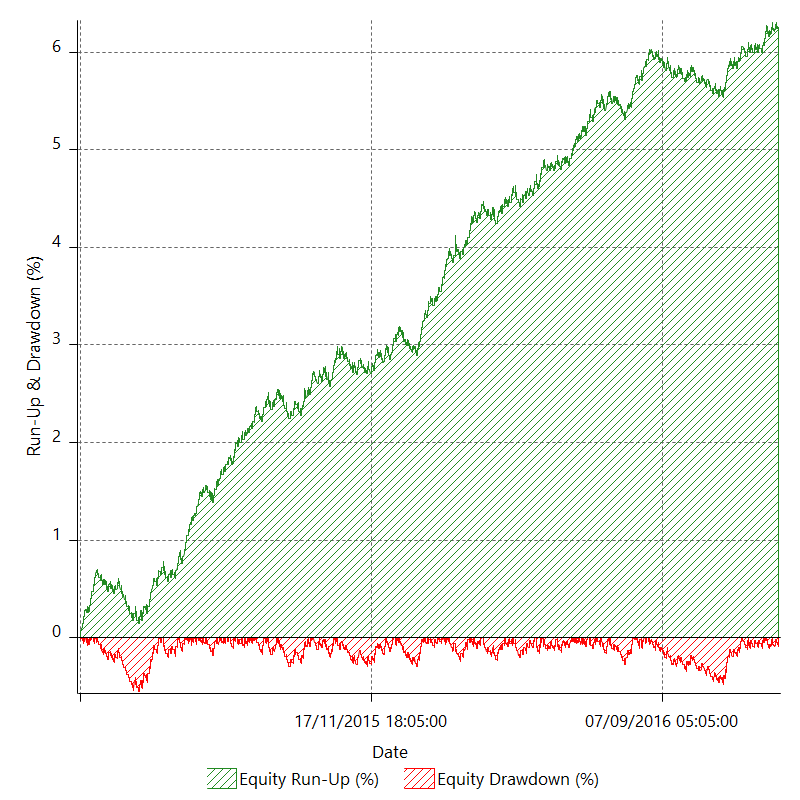 6
5
4
3
2
1
0
Run-Up & Drawdown (%)
17/11/2015 18:05:00
07/09/2016 05:05:00
Date
Equity Run-Up (%)
Equity Drawdown (%)